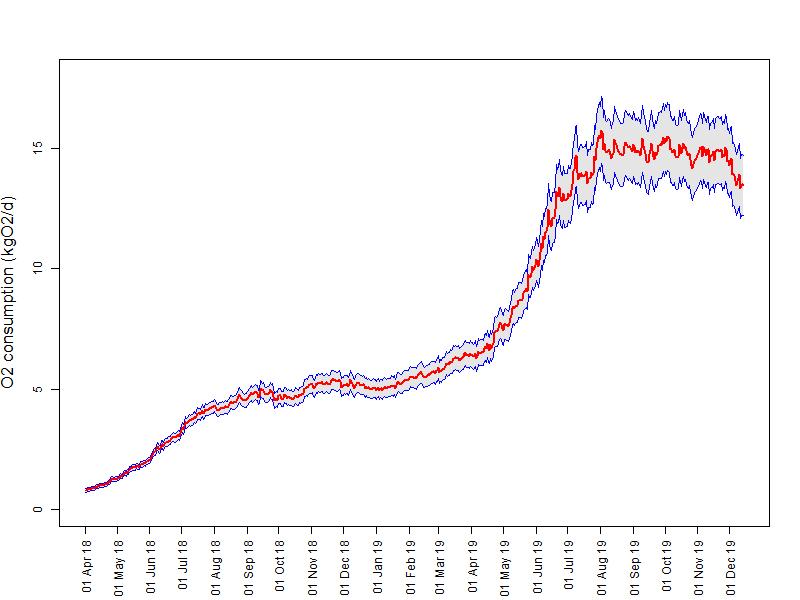 O2 consumption (kgO2/d)
15
10
5
0
01 Apr 18
01 May 18
01 Jun 18
01 Jul 18
01 Aug 18
01 Sep 18
01 Oct 18
01 Nov 18
01 Dec 18
01 Jan 19
01 Feb 19
01 Mar 19
01 Apr 19
01 May 19
01 Jun 19
01 Jul 19
01 Aug 19
01 Sep 19
01 Oct 19
01 Nov 19
01 Dec 19